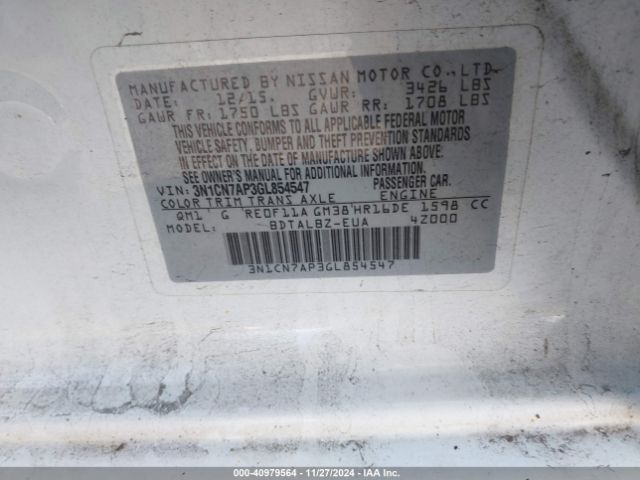 MANUFACTURED BY NISSAN MOTOR CO., LTD.
DATE: 12/15. GVWR: 3426 LBS
GAWR FR: 1750 LBS GAWR RR: 1708 LBS
THIS VEHICLE CONFORMS TO ALL APPLICABLE FEDERAL MOTOR
VEHICLE SAFETY, BUMPER AND THEFT PREVENTION STANDARDS
IN EFFECT ON THE DATE OF MANUFACTURE SHOWN ABOVE.
SEE OWNER'S MANUAL FOR ADDITIONAL INFORMATION.
VIN: 3N1CN7AP3GL854547 PASSENGER CAR.
COLOR TRIM TRANS AXLE ENGINE
QM1 G RE0F11A GM38 HR16DE 1598 CC
MODEL: BDTALBZ-EUA 42000
3N1CN7AP3GL854547
000-40979564 | 11/27/2024 | IAA